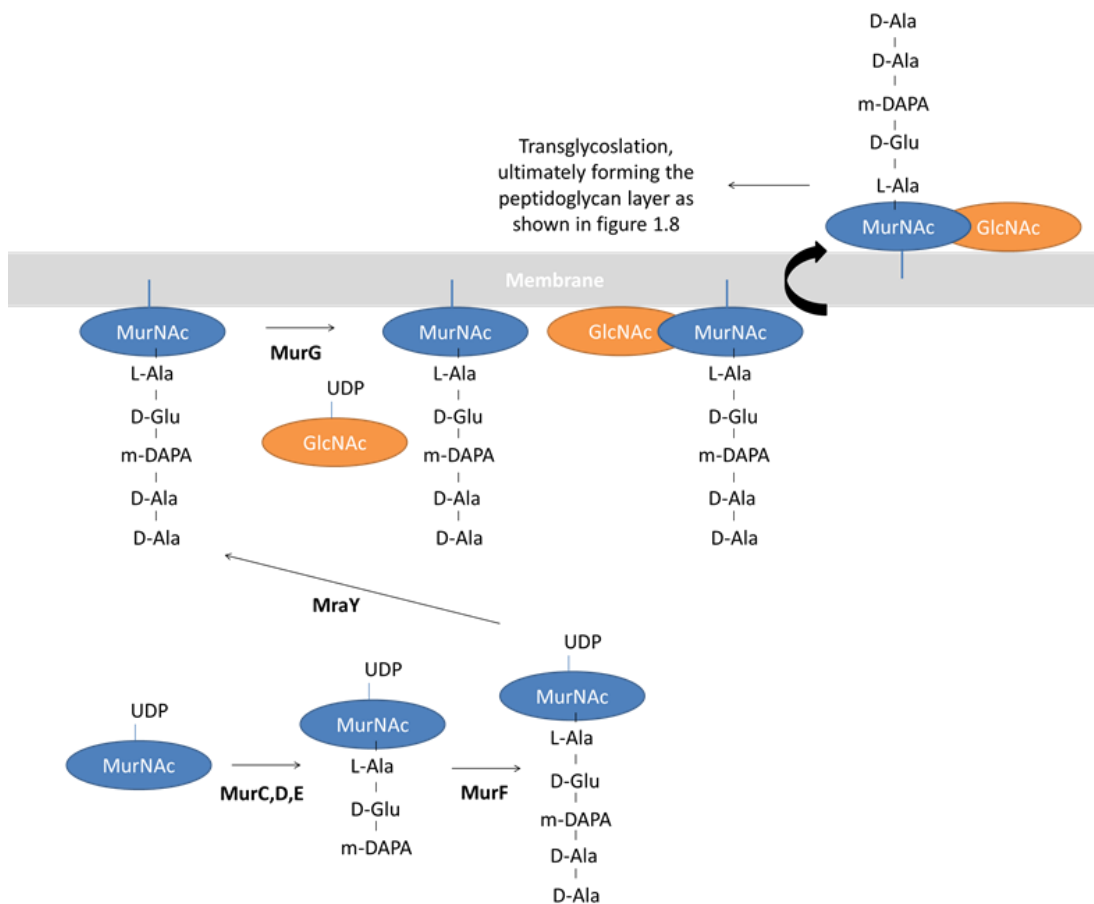 D-Ala
D-Ala
m-DAPA
D-Glu
L-Ala
MurNAc
GlcNAc
Transglycoslation,
ultimately forming the
peptidoglycan layer as
shown in figure 1.8
Membrane
MurNAc
L-Ala
D-Glu
m-DAPA
D-Ala
D-Ala
MurG
UDP
GlcNAc
MurNAc
L-Ala
D-Glu
m-DAPA
D-Ala
D-Ala
GlcNAc
MurNAc
L-Ala
D-Glu
m-DAPA
D-Ala
D-Ala
MraY
UDP
MurNAc
MurC,D,E
UDP
MurNAc
L-Ala
D-Glu
m-DAPA
MurF
UDP
MurNAc
L-Ala
D-Glu
m-DAPA
D-Ala
D-Ala